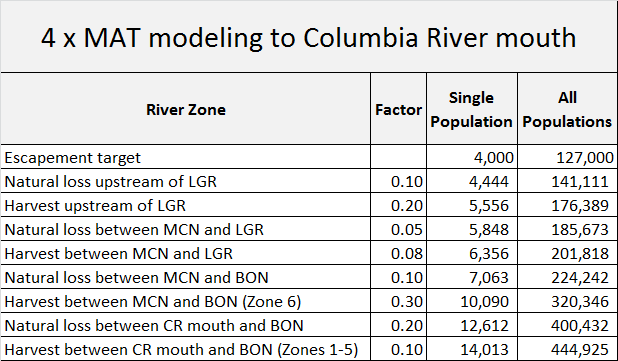 4 x MAT modeling to Columbia River mouth
River Zone Factor Single Population All Populations
Escapement target 4,000 127,000
Natural loss upstream of LGR 0.10 4,444 141,111
Harvest upstream of LGR 0.20 5,556 176,389
Natural loss between MCN and LGR 0.05 5,848 185,673
Harvest between MCN and LGR 0.08 6,356 201,818
Natural loss between MCN and BON 0.10 7,063 224,242
Harvest between MCN and BON (Zone 6) 0.30 10,090 320,346
Natural loss between CR mouth and BON 0.20 12,612 400,432
Harvest between CR mouth and BON (Zones 1-5) 0.10 14,013 444,925